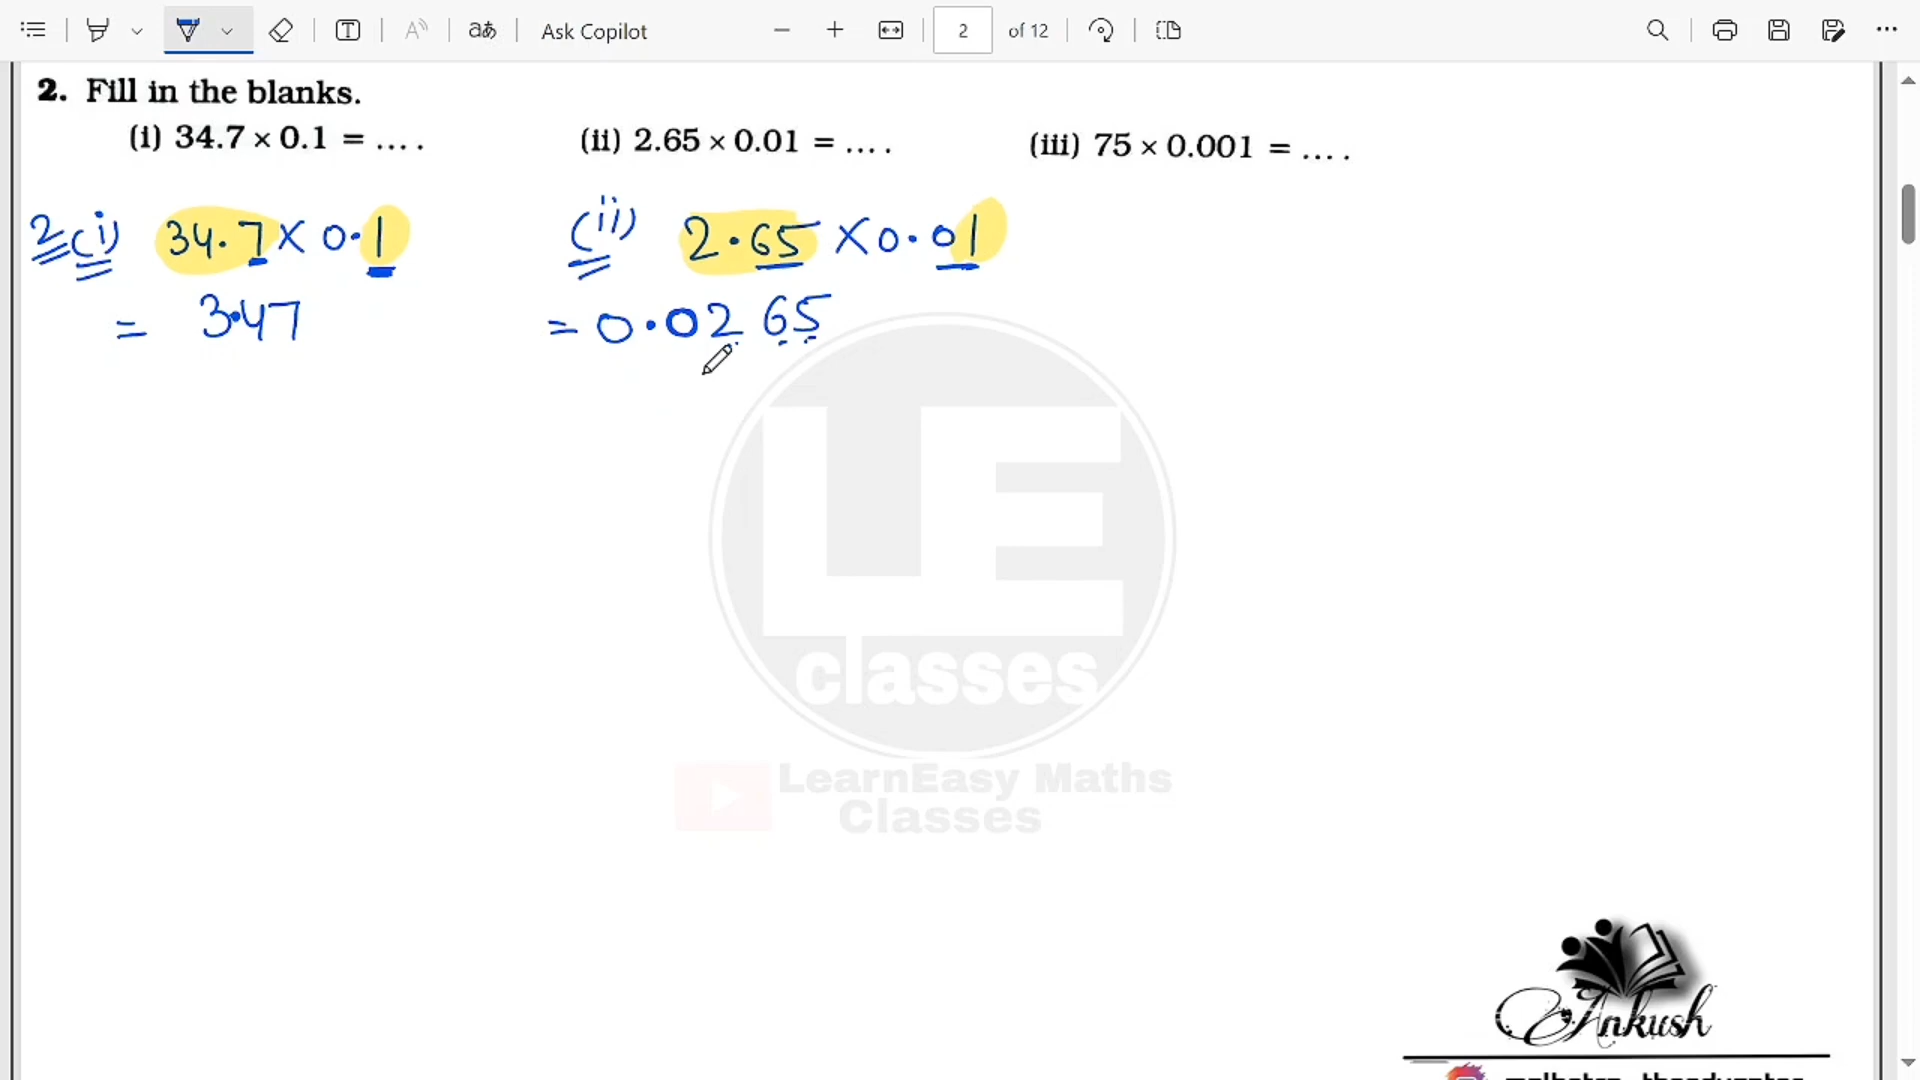 Ask Copilot
2 of 12
2. Fill in the blanks.
(i) 34.7 × 0.1 = .... (ii) 2.65 × 0.01 = .... (iii) 75 × 0.001 = ....
2(i) 34.7 × 0.1 (ii) 2.65 × 0.01
= 3.47 = 0.0265
LE
classes
LearnEasy Maths
Classes
Ankush